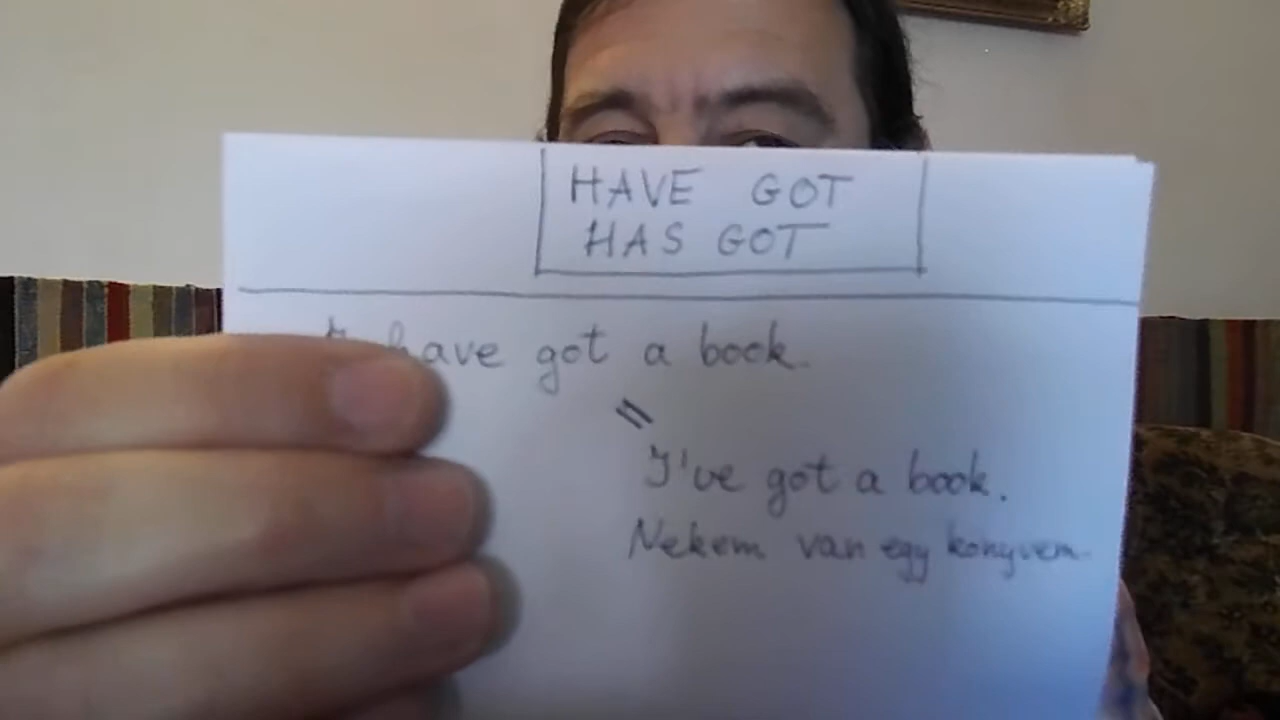 HAVE GOT
HAS GOT
I have got a book.
=
I've got a book.
Nekem van egy könyvem.